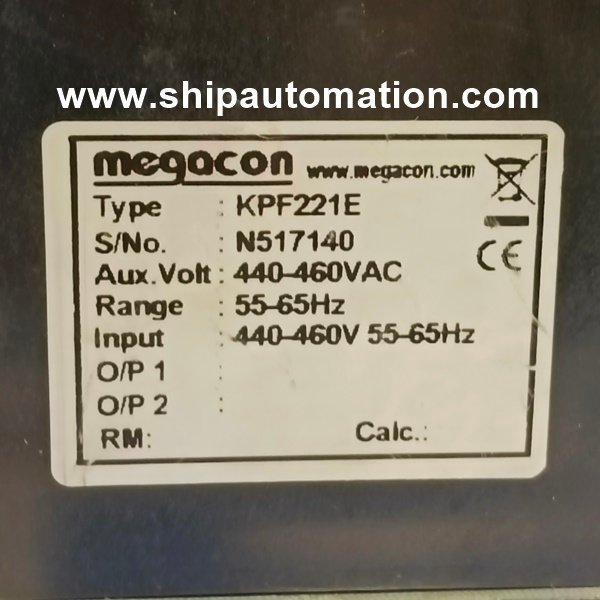 www.shipautomation.com
megacon www.megacon.com
Type : KPF221E
S/No. : N517140
Aux.Volt : 440-460VAC
Range : 55-65Hz
Input : 440-460V 55-65Hz
O/P 1 :
O/P 2 :
RM: Calc.:
CE